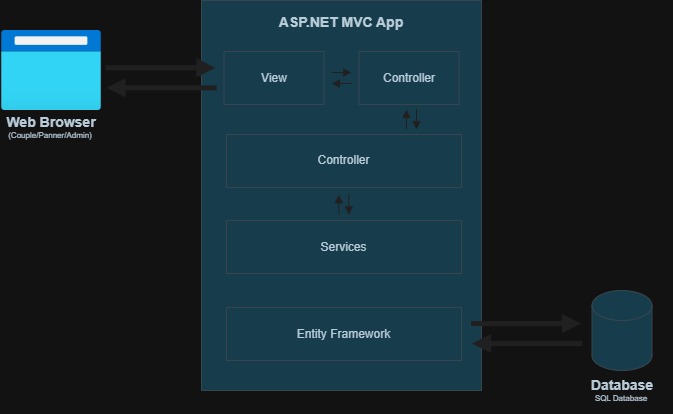 ASP.NET MVC App
View
Controller
Web Browser
(Couple/Panner/Admin)
Controller
Services
Entity Framework
Database
SQL Database